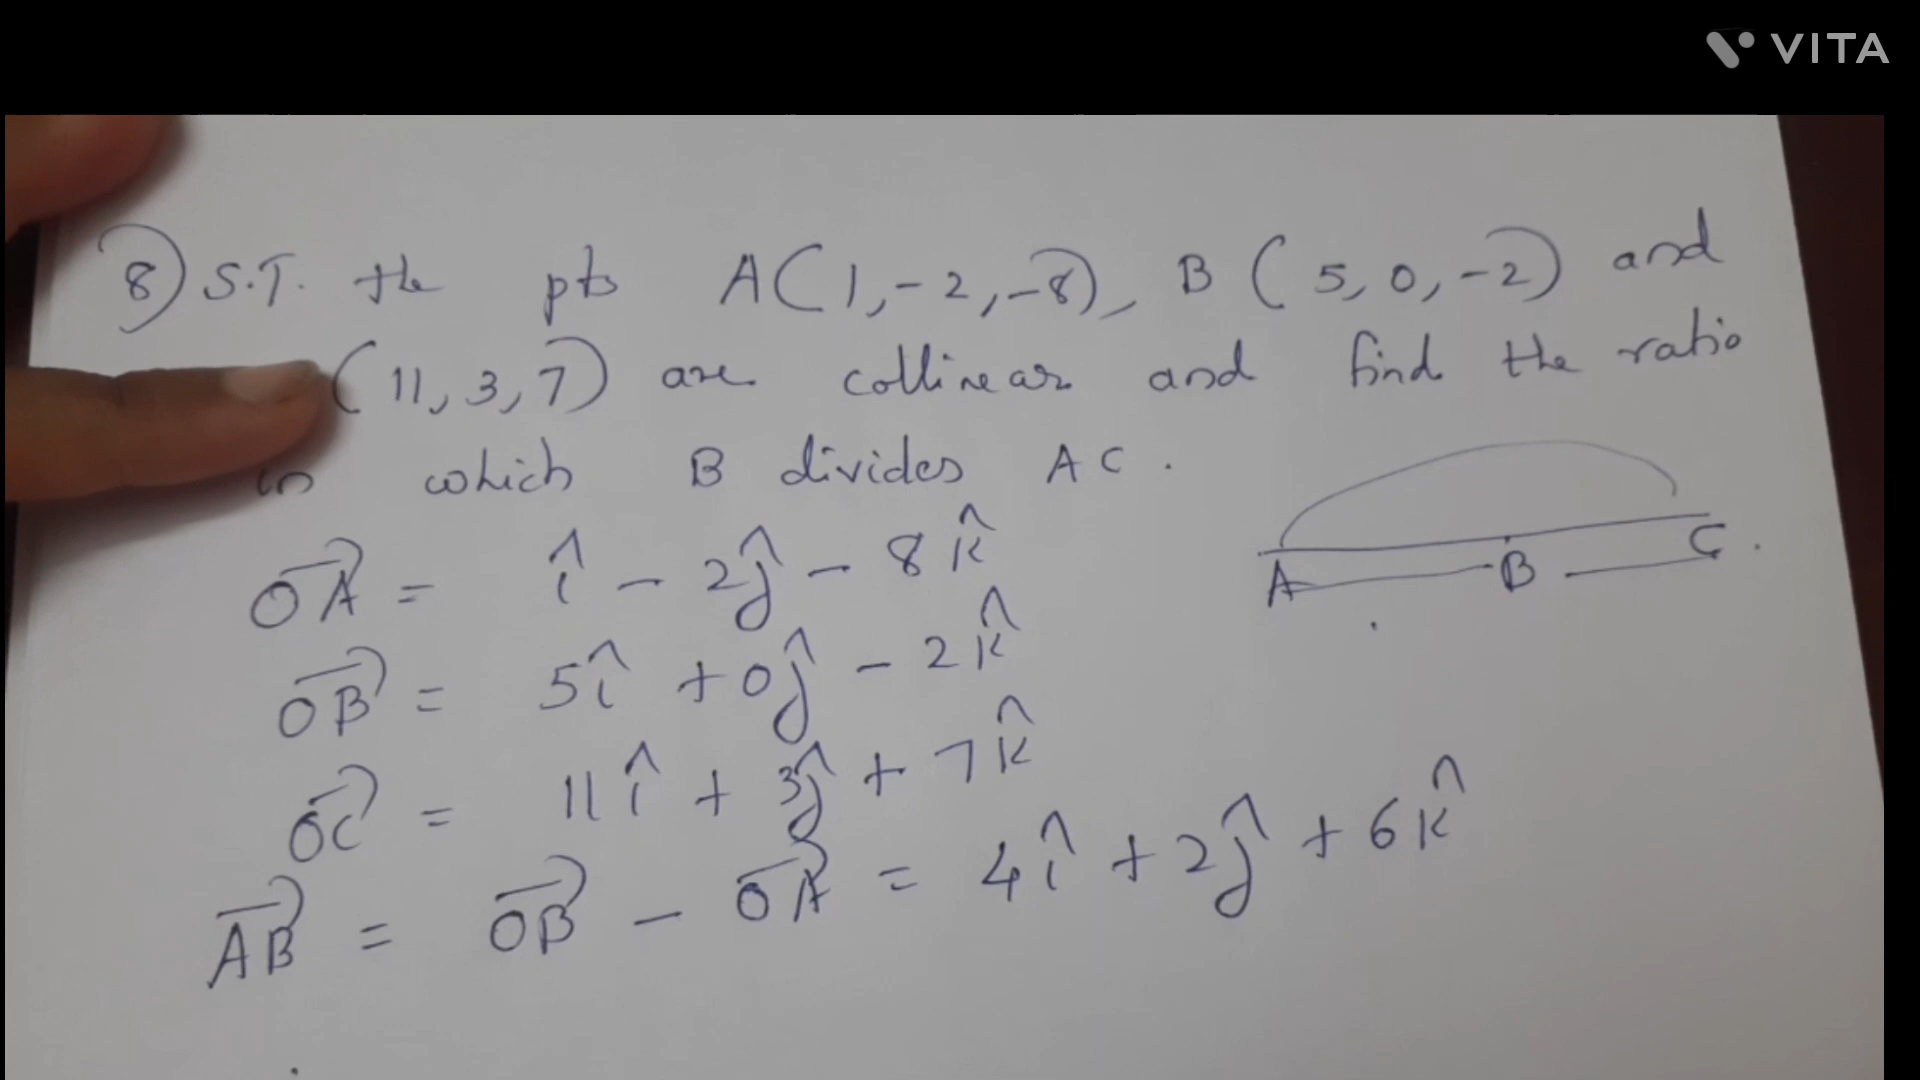 VITA
8) S.T. the pts A(1,-2,-8), B (5,0,-2) and
(11,3,7) are collinear and find the ratio
in which B divides AC.
A B C
OA⃗ = î - 2ĵ - 8k̂
OB⃗ = 5î + 0ĵ - 2k̂
OC⃗ = 11î + 3ĵ + 7k̂
AB⃗ = OB⃗ - OA⃗ = 4î + 2ĵ + 6k̂